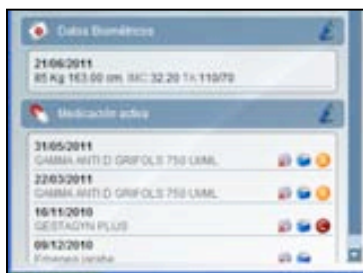 Datos Biométricos
21/06/2011
85 Kg 163.00 cm. IMC 32.20 TA 110/70
Medicación activa
31/05/2011
GAMMA ANTI D GRIFOLS 750 UI/ML
22/03/2011
GAMMA ANTI D GRIFOLS 750 UI/ML
16/11/2010
GESTAGYN PLUS
09/12/2010